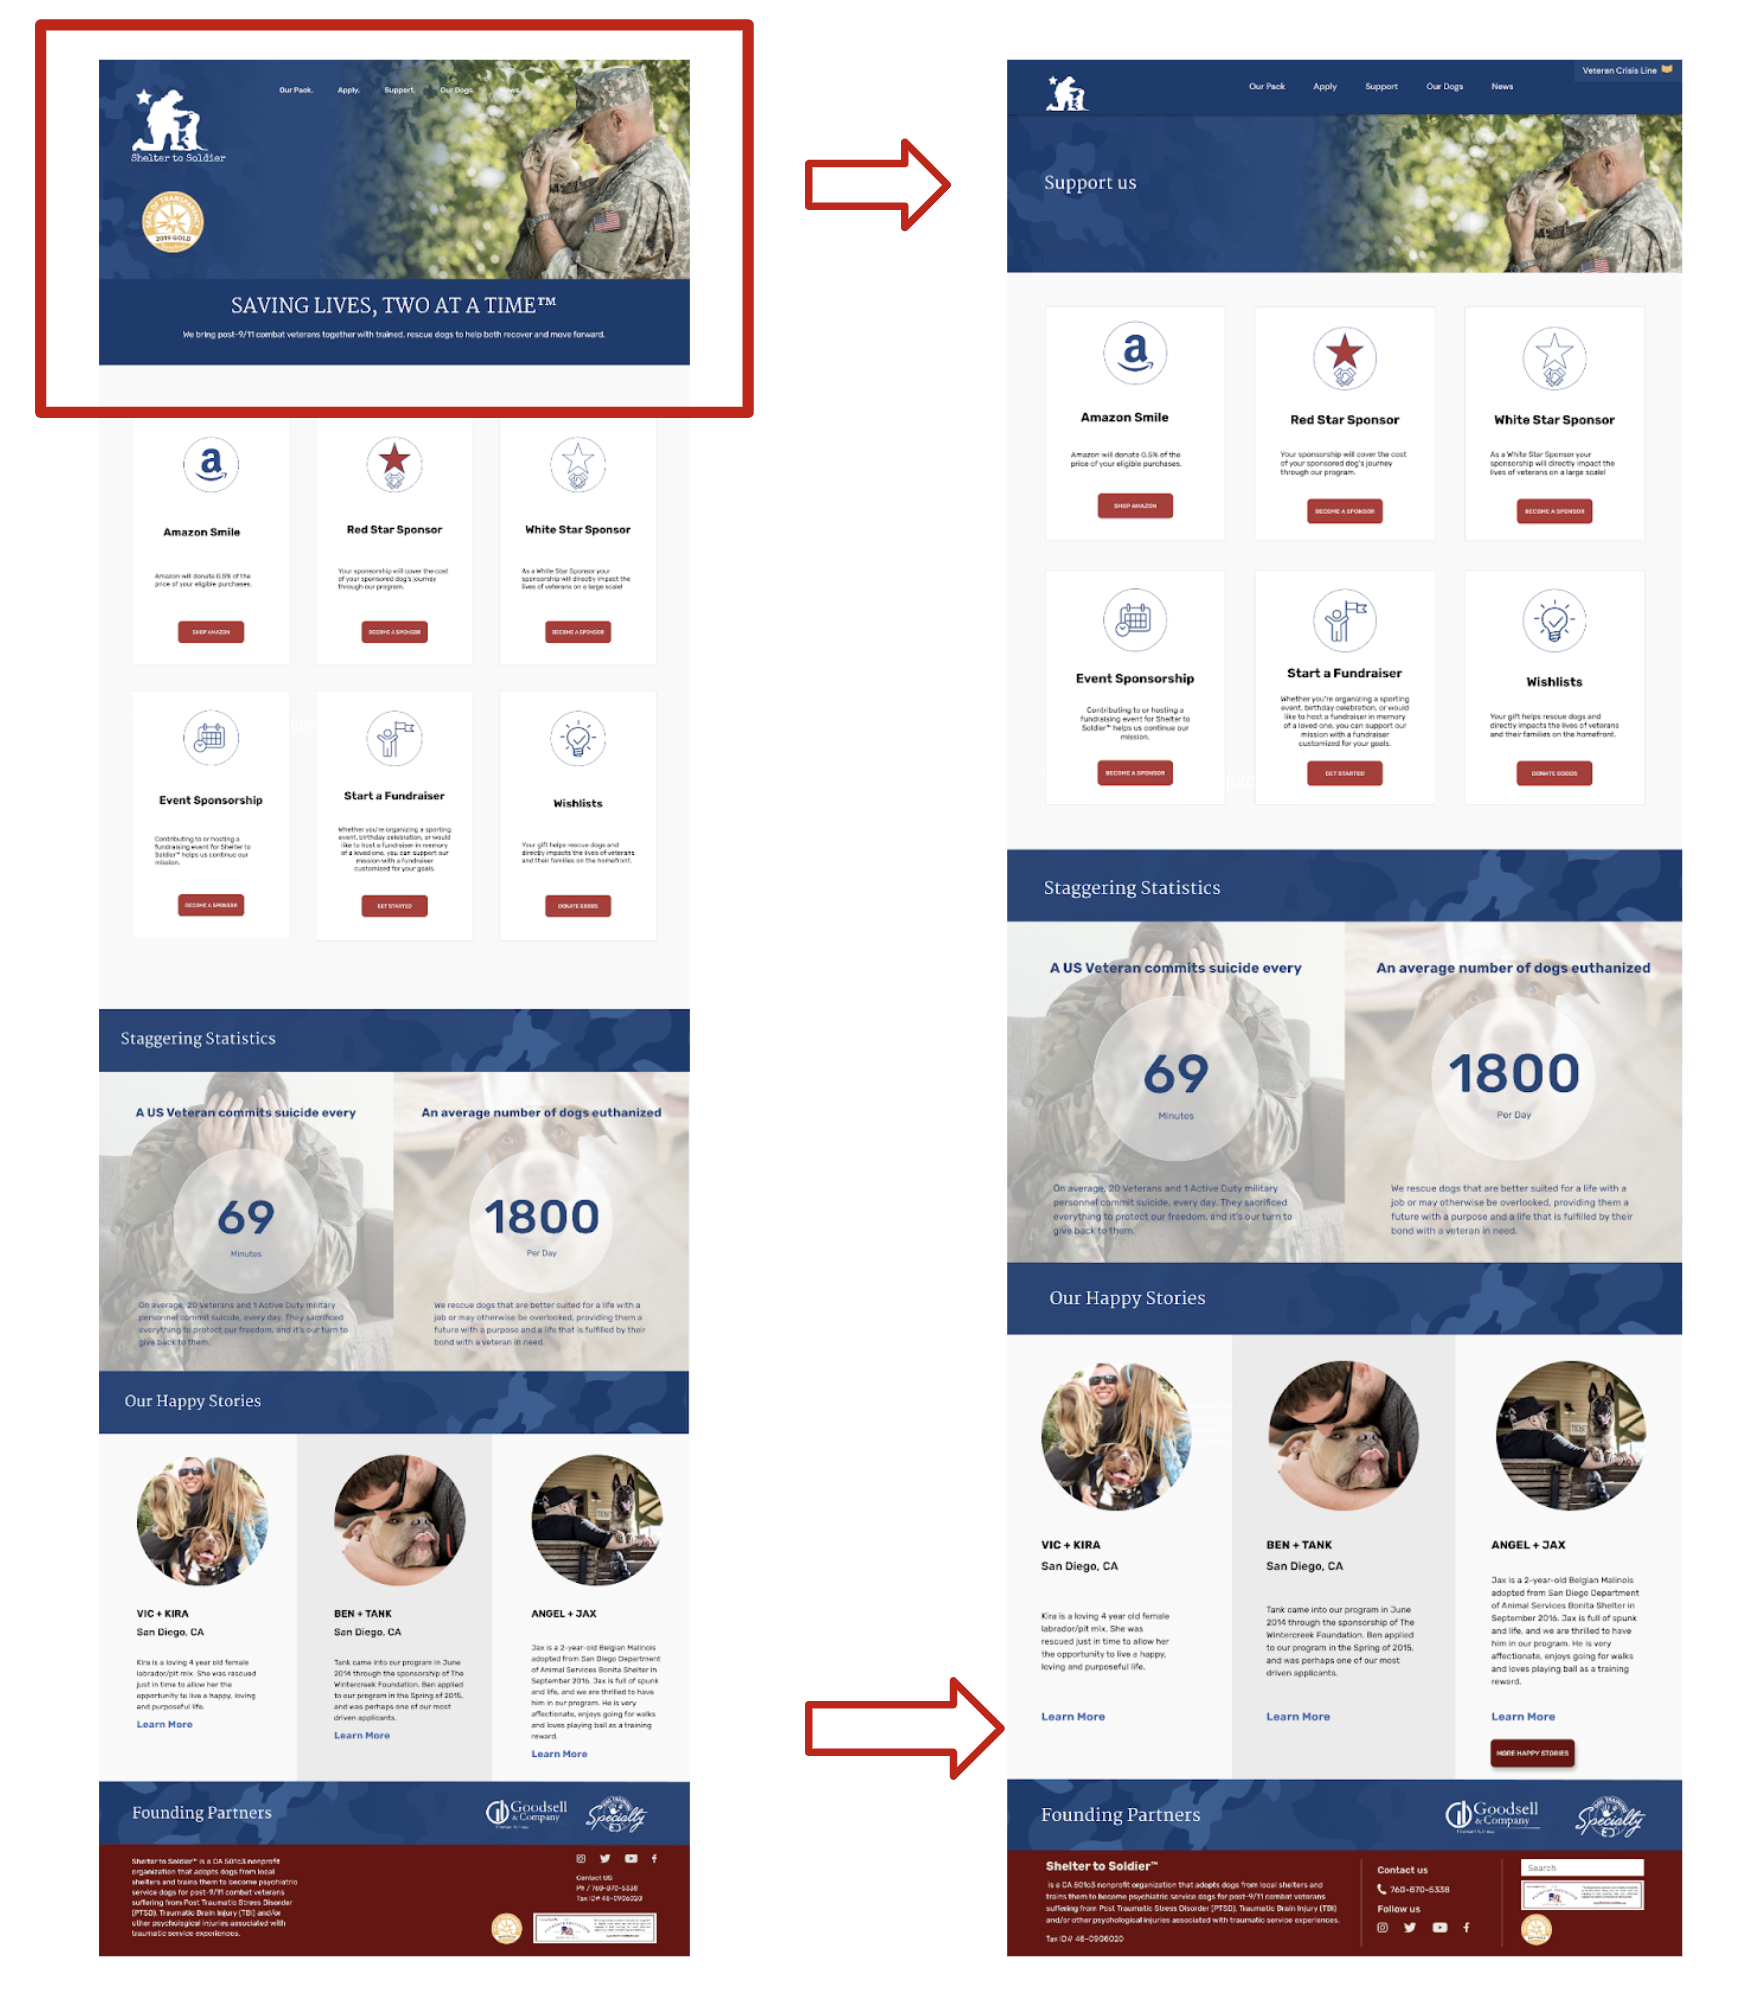 Our Pack.
Apply.
Support.
Our Dogs.
News.
Shelter to Soldier
SEAL OF TRANSPARENCY
2019 GOLD
SAVING LIVES, TWO AT A TIME™
We bring post-9/11 combat veterans together with trained, rescue dogs to help both recover and move forward.
Amazon Smile
Amazon will donate 0.5% of the
price of your eligible purchases.
SHOP AMAZON
Red Star Sponsor
Your sponsorship will cover the cost
of your sponsored dog's journey
through our program.
BECOME A SPONSOR
White Star Sponsor
As a White Star Sponsor your
sponsorship will directly impact the
lives of veterans on a large scale!
BECOME A SPONSOR
Event Sponsorship
Contributing to or hosting a
fundraising event for Shelter to
Soldier™ helps us continue our
mission.
BECOME A SPONSOR
Start a Fundraiser
Whether you're organizing a sporting
event, birthday celebration, or would
like to host a fundraiser in memory
of a loved one, you can support our
mission with a fundraiser
customized for your goals.
GET STARTED
Wishlists
Your gift helps rescue dogs and
directly impacts the lives of veterans
and their families on the homefront.
DONATE GOODS
Staggering Statistics
A US Veteran commits suicide every
69
Minutes
On average, 20 Veterans and 1 Active Duty military
personnel commit suicide, every day. They sacrificed
everything to protect our freedom, and it's our turn to
give back to them.
An average number of dogs euthanized
1800
Per Day
We rescue dogs that are better suited for a life with a
job or may otherwise be overlooked, providing them a
future with a purpose and a life that is fulfilled by their
bond with a veteran in need.
Our Happy Stories
VIC + KIRA
San Diego, CA
Kira is a loving 4 year old female
labrador/pit mix. She was rescued
just in time to allow her the
opportunity to live a happy, loving
and purposeful life.
Learn More
BEN + TANK
San Diego, CA
Tank came into our program in June
2014 through the sponsorship of The
Wintercreek Foundation. Ben applied
to our program in the Spring of 2015,
and was perhaps one of our most
driven applicants.
Learn More
ANGEL + JAX
Jax is a 2-year-old Belgian Malinois
adopted from San Diego Department
of Animal Services Bonita Shelter in
September 2016. Jax is full of spunk
and life, and we are thrilled to have
him in our program. He is very
affectionate, enjoys going for walks
and loves playing ball as a training
reward.
Learn More
Founding Partners
Goodsell
& Company
DOG TRAINING
Specialty
Shelter to Soldier™ is a CA 501c3 nonprofit
organization that adopts dogs from local
shelters and trains them to become psychiatric
service dogs for post-9/11 combat veterans
suffering from Post Traumatic Stress Disorder
(PTSD), Traumatic Brain Injury (TBI) and/or
other psychological injuries associated with
traumatic service experiences.
Contact US
Ph / 760-870-5338
Tax ID# 46-0906020
Veteran Crisis Line
Our Pack
Apply
Support
Our Dogs
News
Support us
Amazon Smile
Amazon will donate 0.5% of the
price of your eligible purchases.
SHOP AMAZON
Red Star Sponsor
Your sponsorship will cover the cost
of your sponsored dog's journey
through our program.
BECOME A SPONSOR
White Star Sponsor
As a White Star Sponsor your
sponsorship will directly impact the
lives of veterans on a large scale!
BECOME A SPONSOR
Event Sponsorship
Contributing to or hosting a
fundraising event for Shelter to
Soldier™ helps us continue our
mission.
BECOME A SPONSOR
Start a Fundraiser
Whether you're organizing a sporting
event, birthday celebration, or would
like to host a fundraiser in memory
of a loved one, you can support our
mission with a fundraiser
customized for your goals.
GET STARTED
Wishlists
Your gift helps rescue dogs and
directly impacts the lives of veterans
and their families on the homefront.
DONATE GOODS
Staggering Statistics
A US Veteran commits suicide every
69
Minutes
On average, 20 Veterans and 1 Active Duty military
personnel commit suicide, every day. They sacrificed
everything to protect our freedom, and it's our turn to
give back to them.
An average number of dogs euthanized
1800
Per Day
We rescue dogs that are better suited for a life with a
job or may otherwise be overlooked, providing them a
future with a purpose and a life that is fulfilled by their
bond with a veteran in need.
Our Happy Stories
VIC + KIRA
San Diego, CA
Kira is a loving 4 year old female
labrador/pit mix. She was
rescued just in time to allow her
the opportunity to live a happy,
loving and purposeful life.
Learn More
BEN + TANK
San Diego, CA
Tank came into our program in June
2014 through the sponsorship of The
Wintercreek Foundation. Ben applied
to our program in the Spring of 2015,
and was perhaps one of our most
driven applicants.
Learn More
ANGEL + JAX
Jax is a 2-year-old Belgian Malinois
adopted from San Diego Department
of Animal Services Bonita Shelter in
September 2016. Jax is full of spunk
and life, and we are thrilled to have
him in our program. He is very
affectionate, enjoys going for walks
and loves playing ball as a training
reward.
Learn More
MORE HAPPY STORIES
Founding Partners
Goodsell
& Company
DOG TRAINING
Specialty
Shelter to Soldier™
is a CA 501c3 nonprofit organization that adopts dogs from local shelters and
trains them to become psychiatric service dogs for post-9/11 combat veterans
suffering from Post Traumatic Stress Disorder (PTSD), Traumatic Brain Injury (TBI)
and/or other psychological injuries associated with traumatic service experiences.
Tax ID# 46-0906020
Contact us
760-870-5338
Follow us
Search